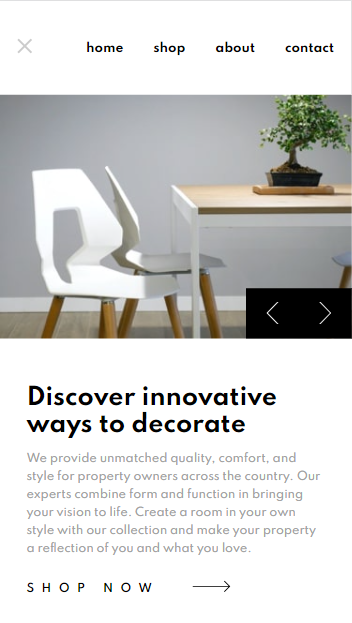 home shop about contact
Discover innovative
ways to decorate
We provide unmatched quality, comfort, and
style for property owners across the country. Our
experts combine form and function in bringing
your vision to life. Create a room in your own
style with our collection and make your property
a reflection of you and what you love.
SHOP NOW